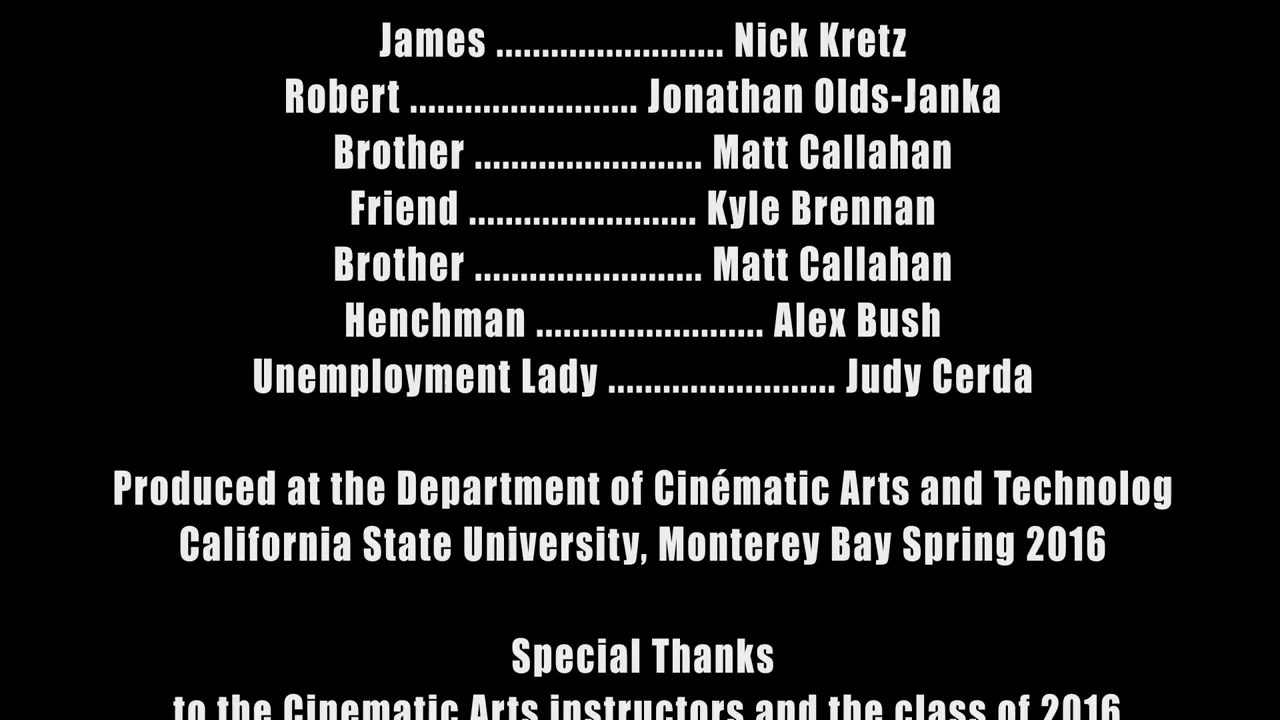 James ......................... Nick Kretz
Robert ......................... Jonathan Olds-Janka
Brother ......................... Matt Callahan
Friend ......................... Kyle Brennan
Brother ......................... Matt Callahan
Henchman ......................... Alex Bush
Unemployment Lady ......................... Judy Cerda
Produced at the Department of Cinématic Arts and Technolog
California State University, Monterey Bay Spring 2016
Special Thanks
to the Cinematic Arts instructors and the class of 2016